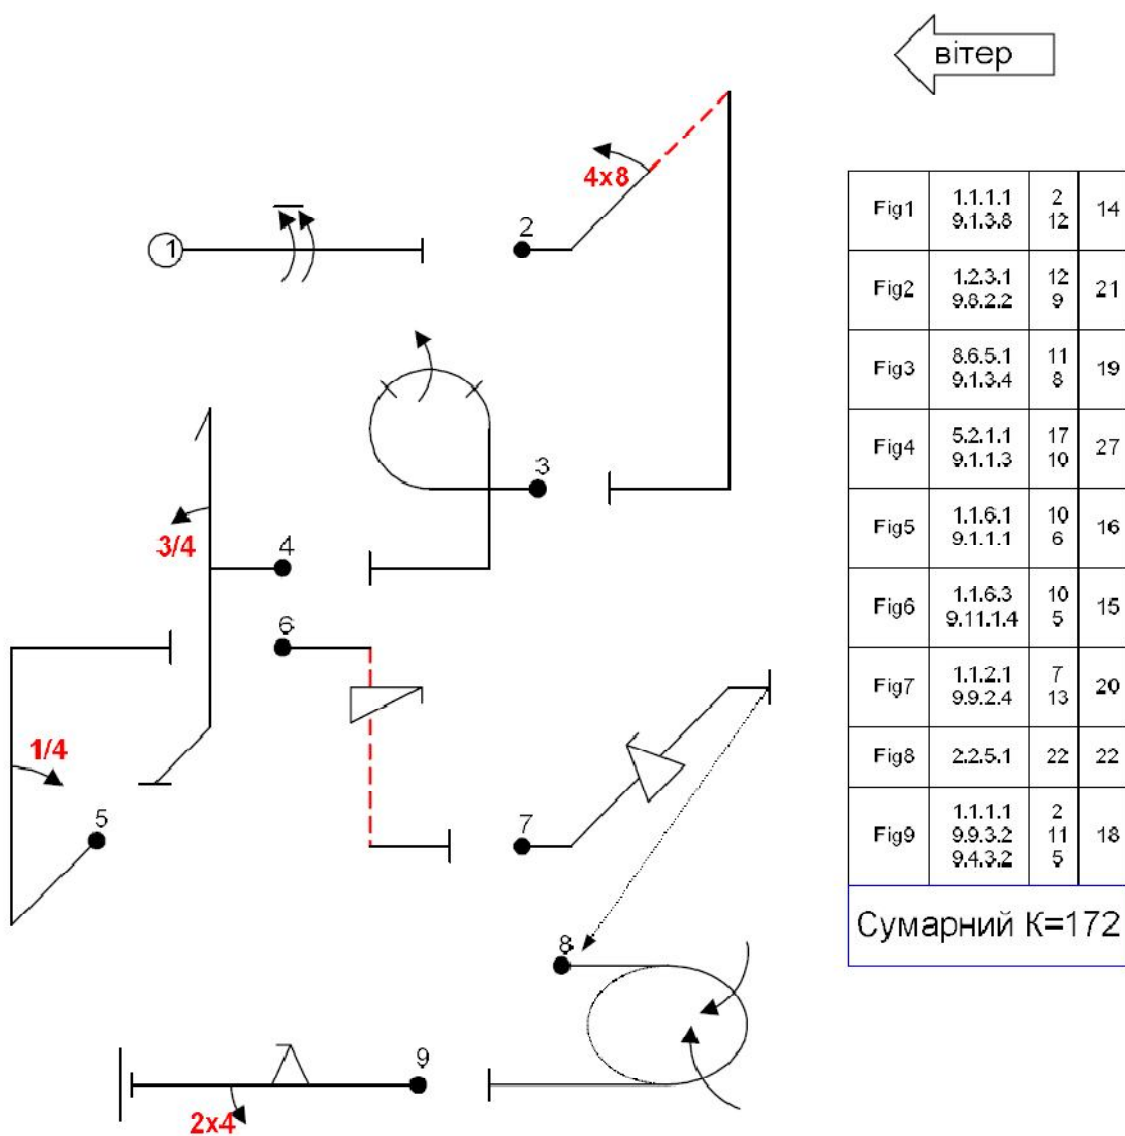 вітер
4x8
1
2
3
3/4
4
6
1/4
5
7
8
9
2x4
Fig1 1.1.1.1 2 14
9.1.3.8 12
Fig2 1.2.3.1 12 21
9.8.2.2 9
Fig3 8.6.5.1 11 19
9.1.3.4 8
Fig4 5.2.1.1 17 27
9.1.1.3 10
Fig5 1.1.6.1 10 16
9.1.1.1 6
Fig6 1.1.6.3 10 15
9.11.1.4 5
Fig7 1.1.2.1 7 20
9.9.2.4 13
Fig8 2.2.5.1 22 22
Fig9 1.1.1.1 2 18
9.9.3.2 11
9.4.3.2 5
Сумарний К=172